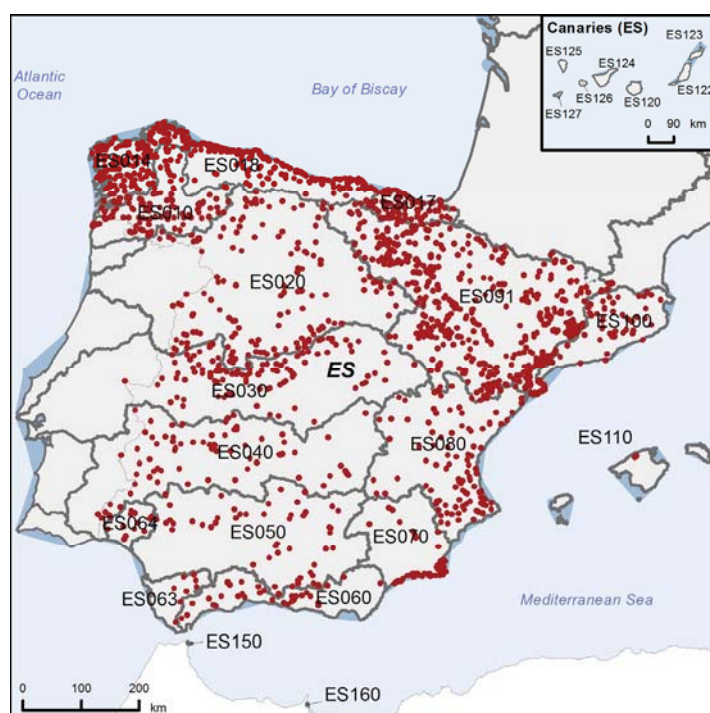 Canaries (ES)
ES123
ES125
ES124
ES122
ES126
ES120
ES127
0 90 km
Atlantic
Ocean
Bay of Biscay
ES014
ES018
ES017
ES010
ES020
ES091
ES100
ES
ES030
ES040
ES080
ES110
ES064
ES050
ES070
ES063
ES060
Mediterranean Sea
ES150
ES160
0 100 200
km